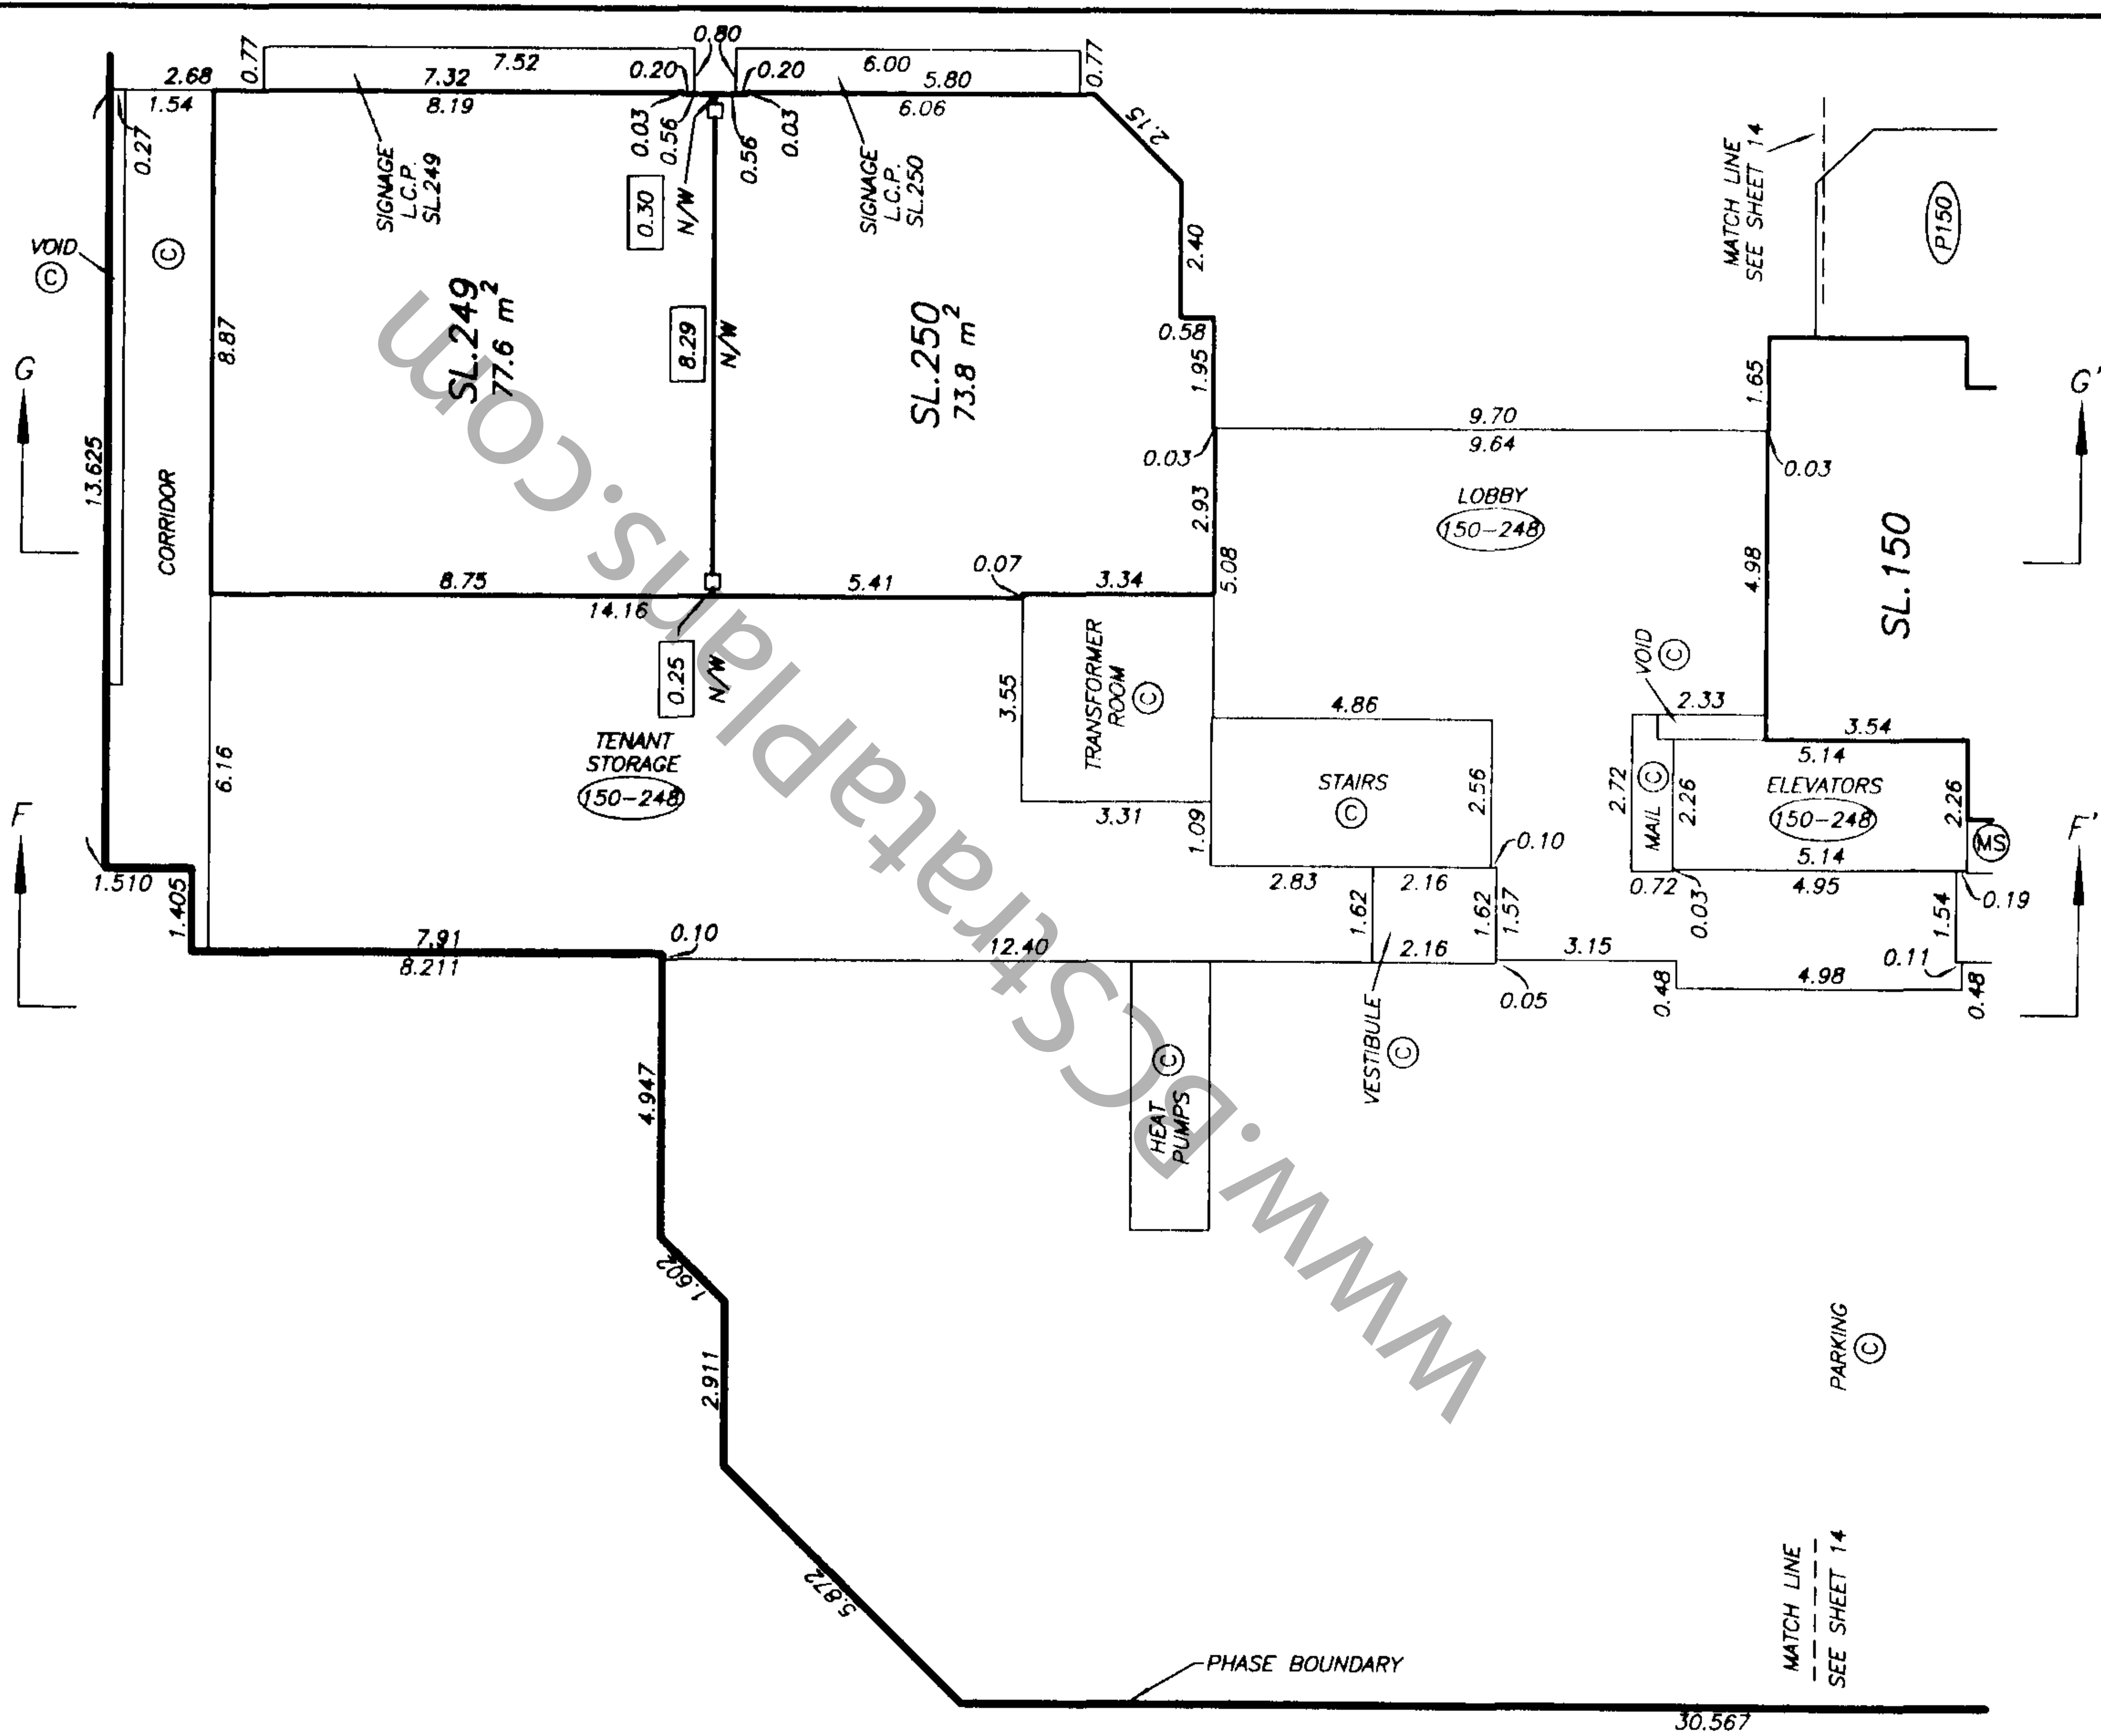 0.80
0.77
7.52
6.00
0.77
2.68
7.32
0.20
0.20
5.80
1.54
8.19
6.06
2.15
0.27
0.03
0.56
0.56
0.03
SIGNAGE
L.C.P.
SL.249
0.30
N/W
SIGNAGE
L.C.P.
SL.250
MATCH LINE
SEE SHEET 14
P150
VOID
C
C
2.40
SL.249
77.6 m²
8.29
N/W
SL.250
73.8 m²
0.58
8.87
1.95
1.65
G
G'
13.625
9.70
9.64
0.03
0.03
CORRIDOR
2.93
LOBBY
150-248
SL.150
8.75
5.41
0.07
3.34
5.08
4.98
14.16
0.25
N/W
TRANSFORMER
ROOM
C
VOID
C
3.55
6.16
4.86
2.33
3.54
TENANT
STORAGE
150-248
5.14
STAIRS
C
2.56
2.72
MAIL
C
2.26
ELEVATORS
150-248
2.26
F
F'
3.31
1.09
MS
0.10
5.14
1.510
1.405
2.83
2.16
0.72
0.03
4.95
0.19
1.62
1.62
1.57
1.54
7.91
0.10
12.40
2.16
3.15
0.11
8.211
0.05
0.48
4.98
0.48
VESTIBULE
C
HEAT
PUMPS
C
4.947
1.602
2.911
PARKING
C
5.872
MATCH LINE
SEE SHEET 14
PHASE BOUNDARY
30.567
www.BCStrataplans.com